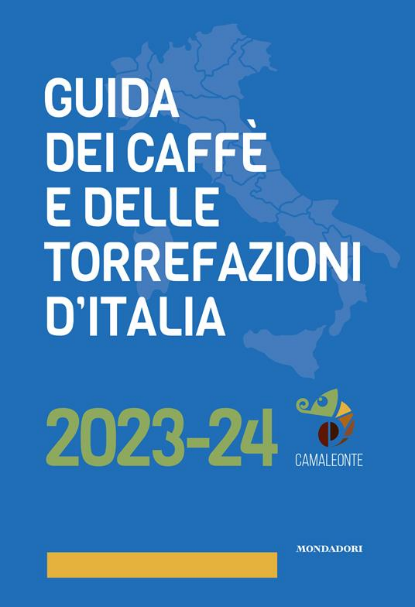 GUIDA
DEI CAFFÈ
E DELLE
TORREFAZIONI
D'ITALIA
2023-24
CAMALEONTE
MONDADORI